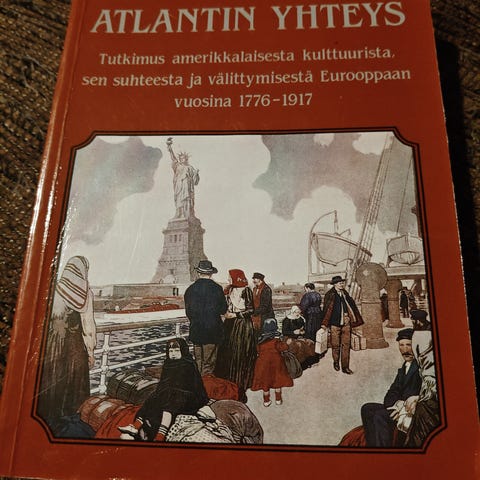 ATLANTIN YHTEYS
Tutkimus amerikkalaisesta kulttuurista,
sen suhteesta ja välittymisestä Eurooppaan
vuosina 1776-1917